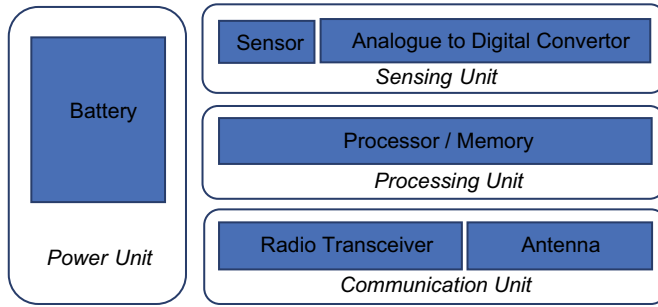 Battery
Power Unit
Sensor
Analogue to Digital Convertor
Sensing Unit
Processor / Memory
Processing Unit
Radio Transceiver
Antenna
Communication Unit